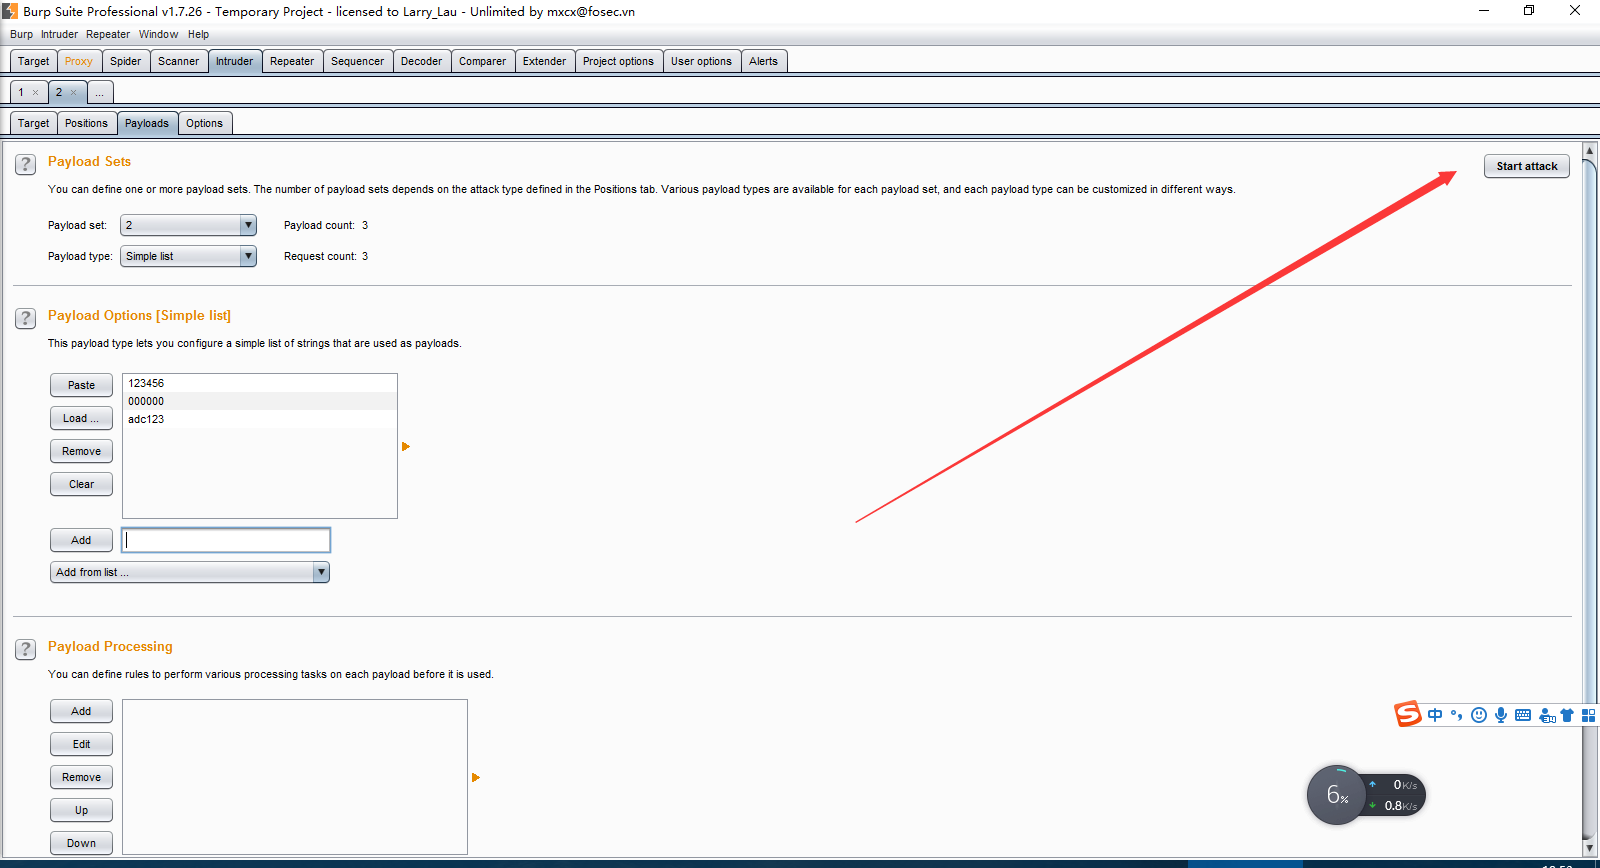 Burp Suite Professional v1.7.26 - Temporary Project - licensed to Larry_Lau - Unlimited by mxcx@fosec.vn
Burp Intruder Repeater Window Help
Target Proxy Spider Scanner Intruder Repeater Sequencer Decoder Comparer Extender Project options User options Alerts
1 × 2 × ...
Target Positions Payloads Options
? Payload Sets
Start attack
You can define one or more payload sets. The number of payload sets depends on the attack type defined in the Positions tab. Various payload types are available for each payload set, and each payload type can be customized in different ways.
Payload set: 2 Payload count: 3
Payload type: Simple list Request count: 3
? Payload Options [Simple list]
This payload type lets you configure a simple list of strings that are used as payloads.
Paste
Load ...
Remove
Clear
123456
000000
adc123
Add
Add from list ...
? Payload Processing
You can define rules to perform various processing tasks on each payload before it is used.
Add
Edit
Remove
Up
Down
S 中
6%
0K/s
0.8K/s